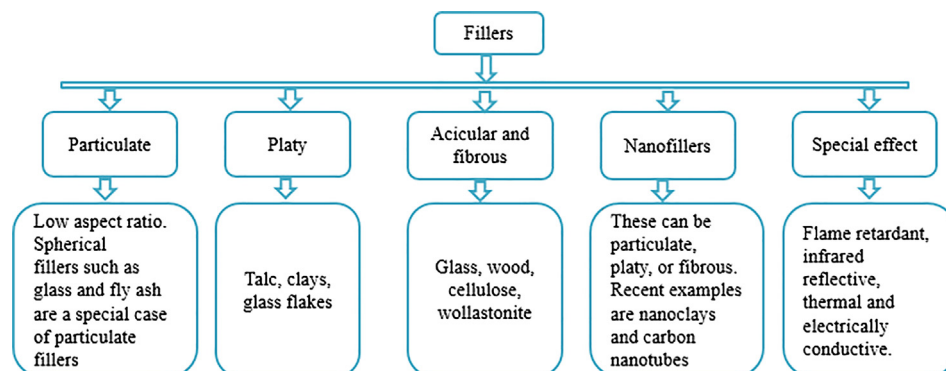 Fillers
Particulate
Platy
Acicular and
fibrous
Nanofillers
Special effect
Low aspect ratio.
Spherical
fillers such as
glass and fly ash
are a special case
of particulate
fillers
Talc, clays,
glass flakes
Glass, wood,
cellulose,
wollastonite
These can be
particulate,
platy, or fibrous.
Recent examples
are nanoclays
and carbon
nanotubes
Flame retardant,
infrared
reflective,
thermal and
electrically
conductive.